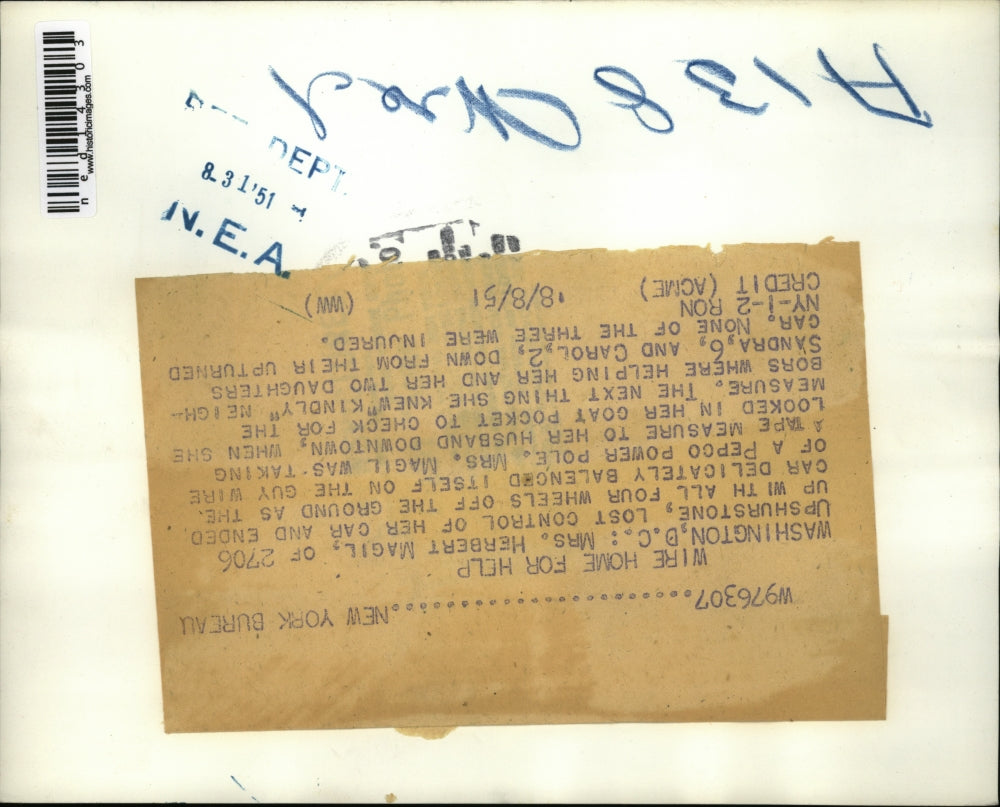 W976307..........................NEW YORK BUREAU
WIRE HOME FOR HELP
WASHINGTON,D.C.: MRS. HERBERT MAGIL, OF 2706
UPSHURSTONE, LOST CONTROL OF HER CAR AND ENDED
UP WITH ALL FOUR WHEELS OFF THE GROUND AS THE
CAR DELICATELY BALENCED ITSELF ON THE GUY WIRE
OF A PEPCO POWER POLE. MRS. MAGIL WAS TAKING
A TAPE MEASURE TO HER HUSBAND DOWNTOWN, WHEN SHE
LOOKED IN HER COAT POCKET TO CHECK FOR THE
MEASURE. THE NEXT THING SHE KNEW"KINDLY" NEIGH-
BORS WHERE HELPING HER AND HER TWO DAUGHTERS
SANDRA,6, AND CAROL,2, DOWN FROM THEIR UPTURNED
CAR. NONE OF THE THREE WERE INJURED.
NY-1-2 RON
CREDIT (ACME) 8/8/51 (WW)
DEPT.
8-31'51
N.E.A.
A138
ned14303
www.historicimages.com